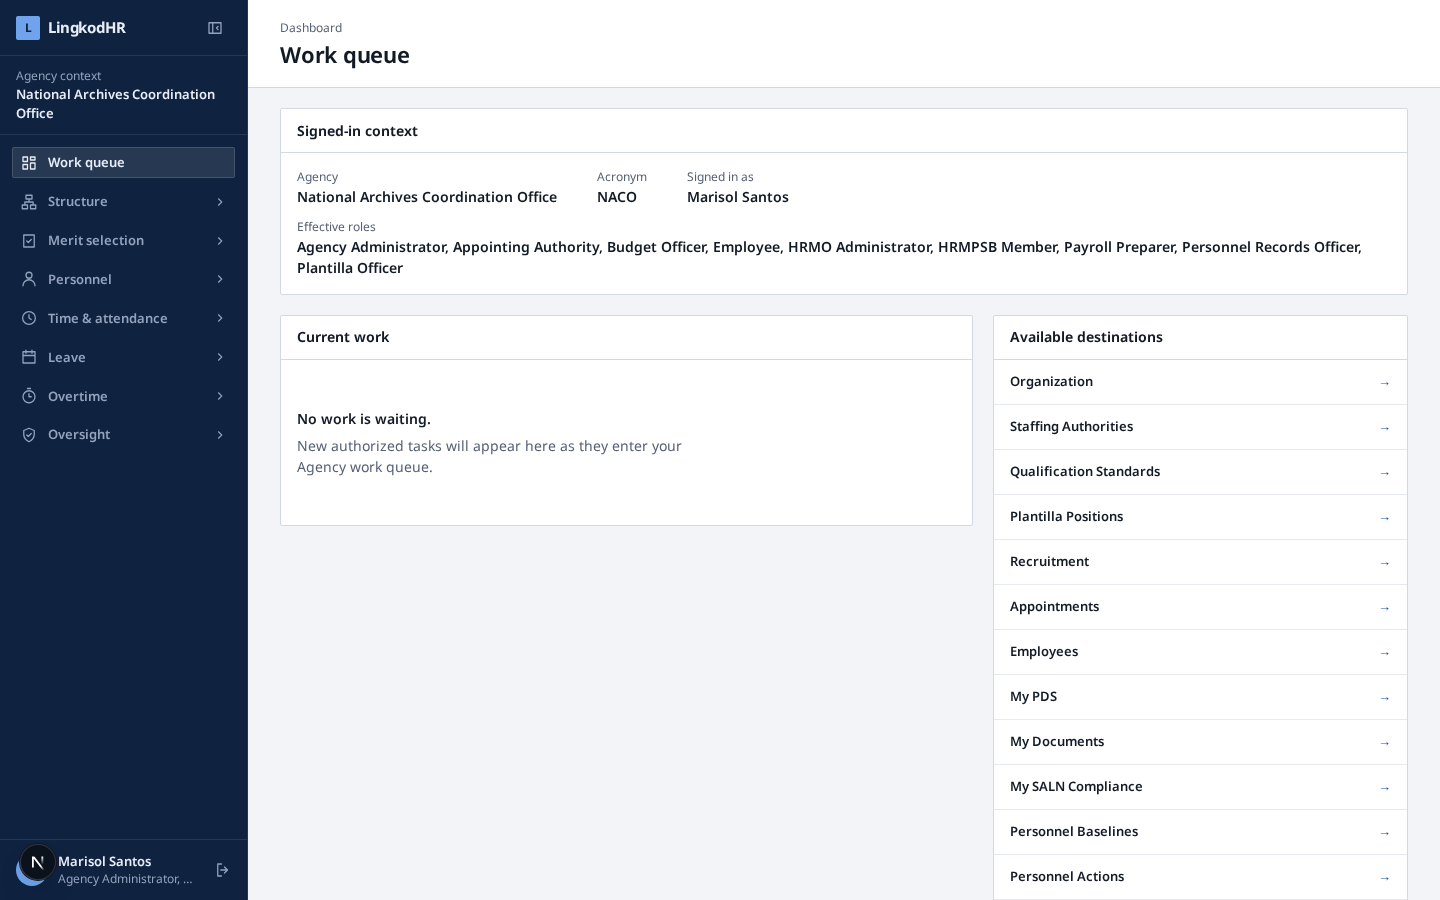 L LingkodHR
Agency context
National Archives Coordination
Office
Work queue
Structure
Merit selection
Personnel
Time & attendance
Leave
Overtime
Oversight
N
Marisol Santos
Agency Administrator, ...
Dashboard
Work queue
Signed-in context
Agency
National Archives Coordination Office
Acronym
NACO
Signed in as
Marisol Santos
Effective roles
Agency Administrator, Appointing Authority, Budget Officer, Employee, HRMO Administrator, HRMPSB Member, Payroll Preparer, Personnel Records Officer,
Plantilla Officer
Current work
No work is waiting.
New authorized tasks will appear here as they enter your
Agency work queue.
Available destinations
Organization →
Staffing Authorities →
Qualification Standards →
Plantilla Positions →
Recruitment →
Appointments →
Employees →
My PDS →
My Documents →
My SALN Compliance →
Personnel Baselines →
Personnel Actions →